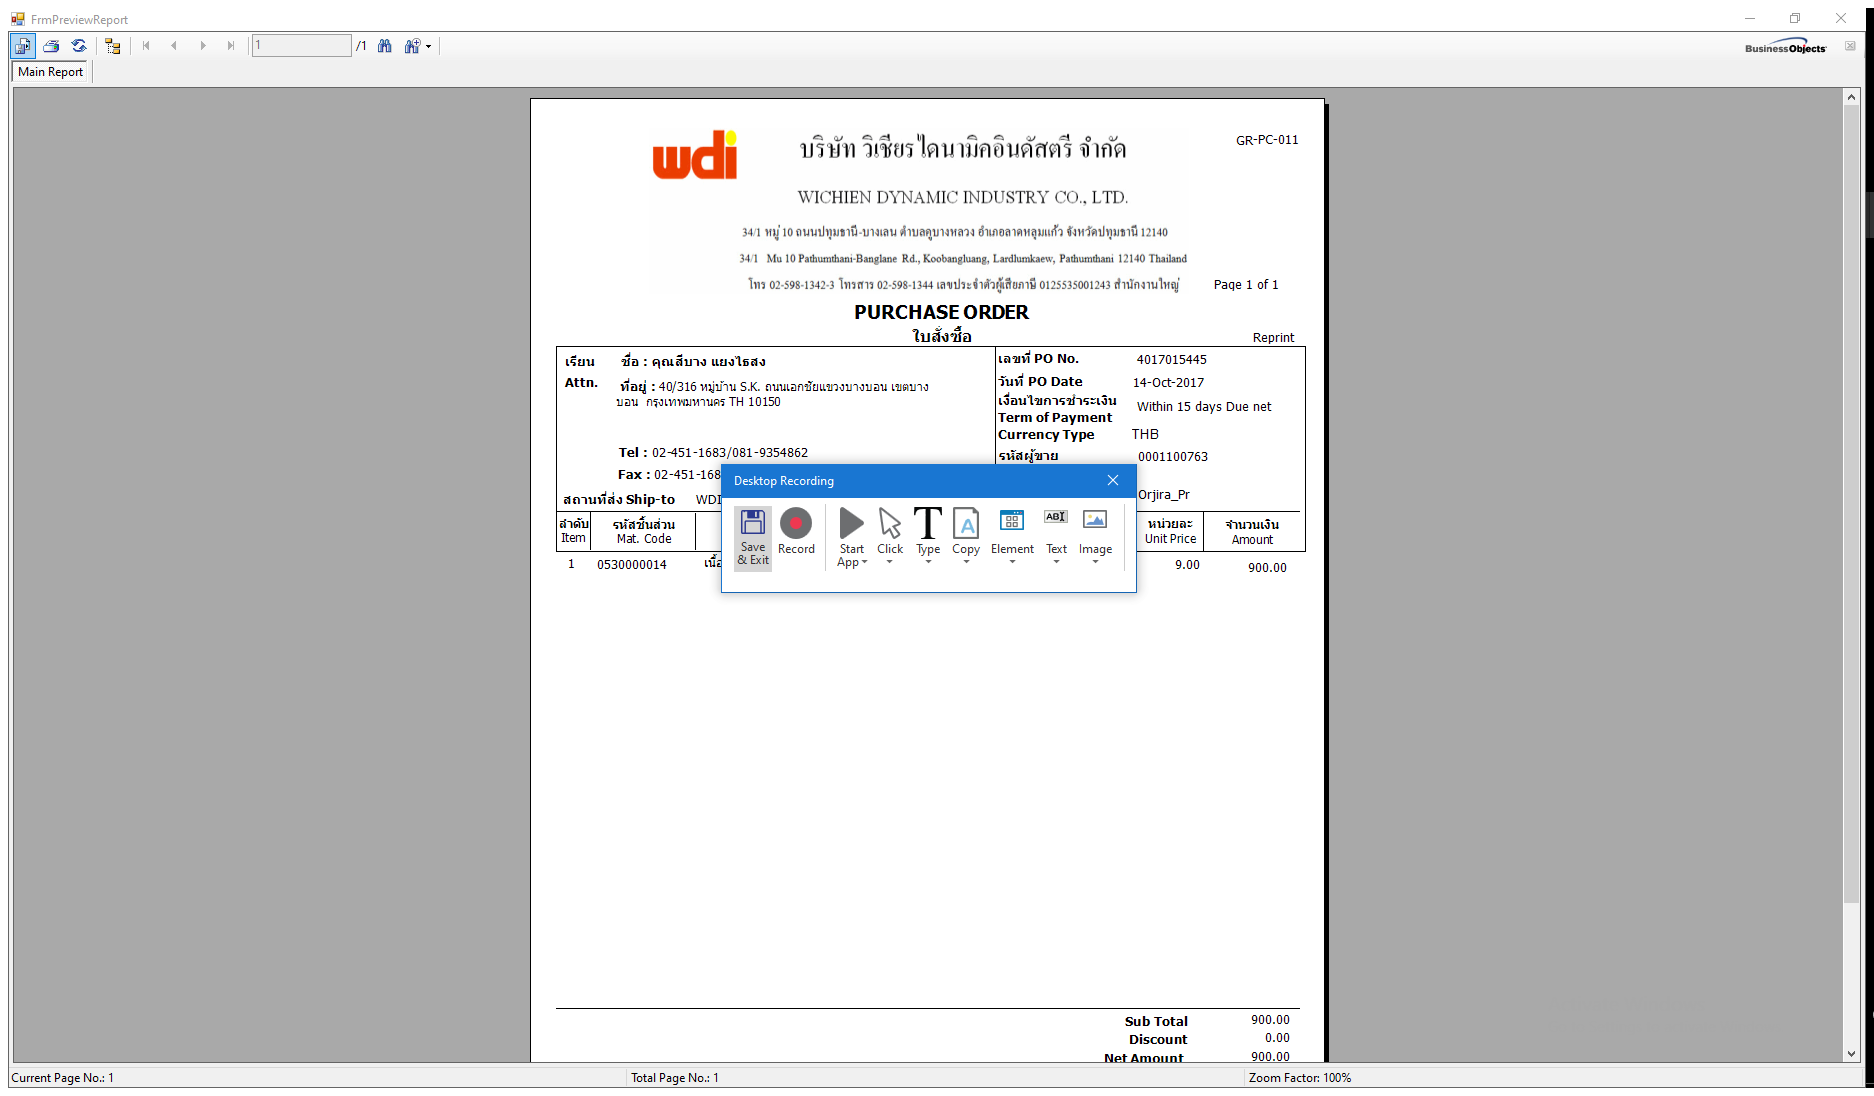 FrmPreviewReport
1 /1
BusinessObjects
Main Report
wdi
บริษัท วิเชียรไดนามิคอินดัสตรี จำกัด
GR-PC-011
WICHIEN DYNAMIC INDUSTRY CO., LTD.
34/1 หมู่ 10 ถนนปทุมธานี-บางเลน ตำบลคูบางหลวง อำเภอลาดหลุมแก้ว จังหวัดปทุมธานี 12140
34/1 Mu 10 Pathumthani-Banglane Rd., Koobangluang, Lardlumkaew, Pathumthani 12140 Thailand
โทร 02-598-1342-3 โทรสาร 02-598-1344 เลขประจำตัวผู้เสียภาษี 0125535001243 สำนักงานใหญ่
Page 1 of 1
PURCHASE ORDER
ใบสั่งซื้อ
Reprint
เรียน ชื่อ : คุณสีบาง แยงไธสง
Attn. ที่อยู่ : 40/316 หมู่บ้าน S.K. ถนนเอกชัยแขวงบางบอน เขตบาง
บอน กรุงเทพมหานคร TH 10150
Tel : 02-451-1683/081-9354862
Fax : 02-451-168
สถานที่ส่ง Ship-to WDI
เลขที่ PO No. 4017015445
วันที่ PO Date 14-Oct-2017
เงื่อนไขการชำระเงิน
Term of Payment Within 15 days Due net
Currency Type THB
รหัสผู้ขาย 0001100763
Orjira_Pr
Desktop Recording
Save & Exit
Record
Start App
Click
Type
Copy
Element
Text
Image
ลำดับ รหัสชิ้นส่วน หน่วยละ จำนวนเงิน
Item Mat. Code Unit Price Amount
1 0530000014 เนื้อ 9.00 900.00
Sub Total 900.00
Discount 0.00
Net Amount 900.00
Current Page No.: 1 Total Page No.: 1 Zoom Factor: 100%